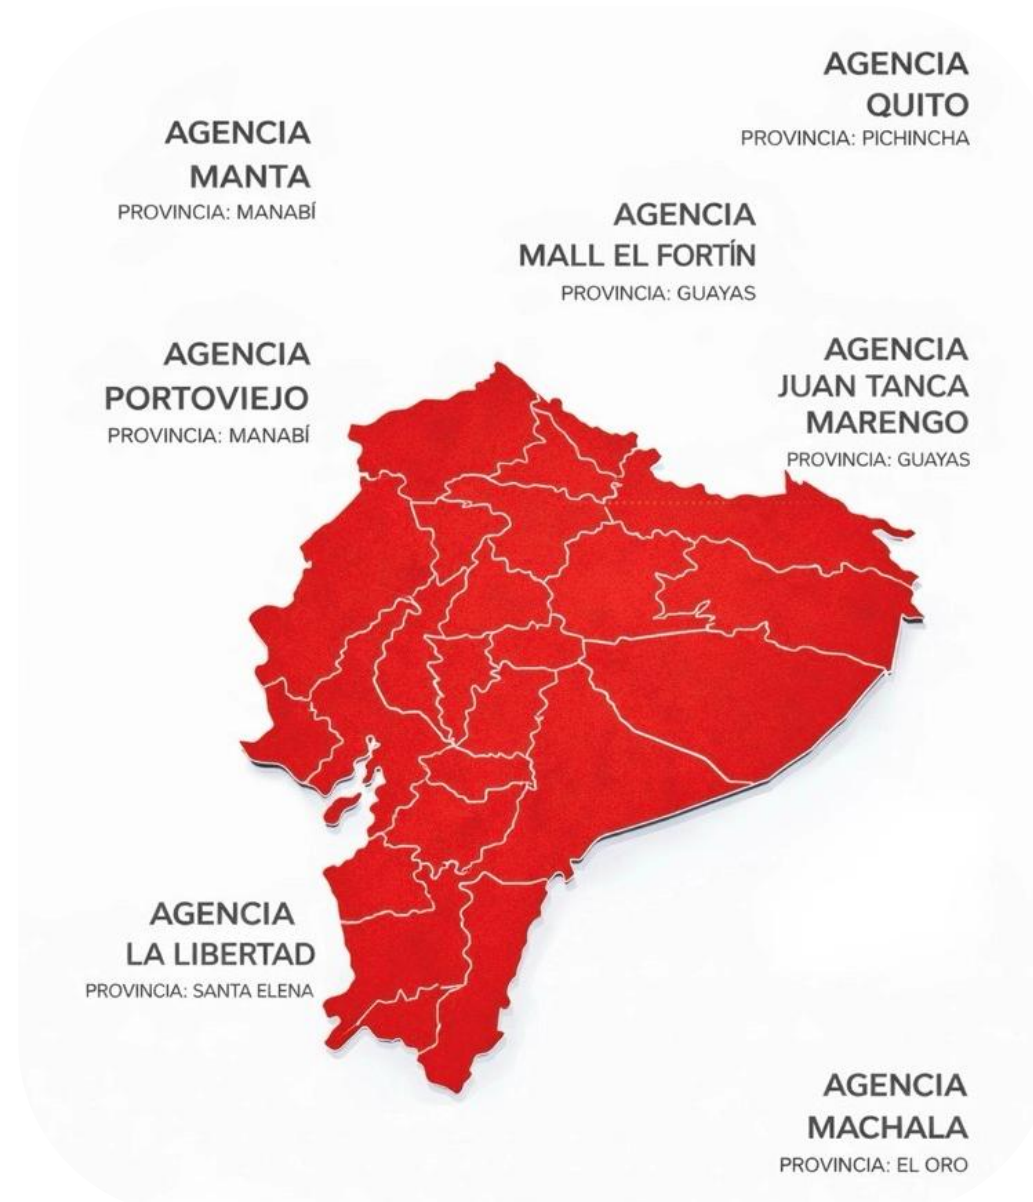 AGENCIA
QUITO
PROVINCIA: PICHINCHA
AGENCIA
MANTA
PROVINCIA: MANABÍ
AGENCIA
MALL EL FORTÍN
PROVINCIA: GUAYAS
AGENCIA
PORTOVIEJO
PROVINCIA: MANABÍ
AGENCIA
JUAN TANCA
MARENGO
PROVINCIA: GUAYAS
AGENCIA
LA LIBERTAD
PROVINCIA: SANTA ELENA
AGENCIA
MACHALA
PROVINCIA: EL ORO